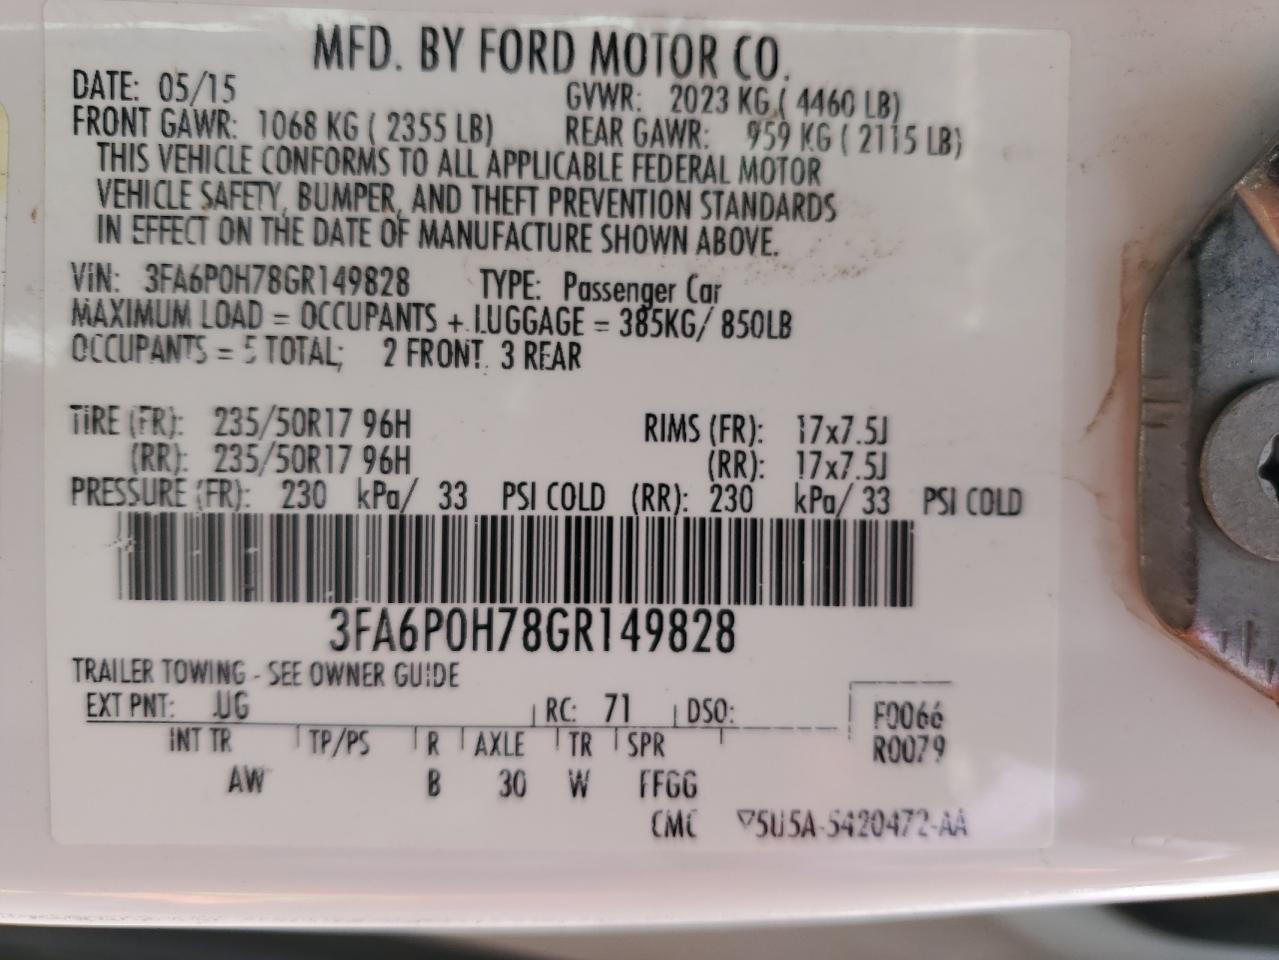 MFD. BY FORD MOTOR CO.
DATE: 05/15 GVWR: 2023 KG ( 4460 LB)
FRONT GAWR: 1068 KG ( 2355 LB) REAR GAWR: 959 KG ( 2115 LB)
THIS VEHICLE CONFORMS TO ALL APPLICABLE FEDERAL MOTOR
VEHICLE SAFETY, BUMPER, AND THEFT PREVENTION STANDARDS
IN EFFECT ON THE DATE OF MANUFACTURE SHOWN ABOVE.
VIN: 3FA6P0H78GR149828 TYPE: Passenger Car
MAXIMUM LOAD = OCCUPANTS + LUGGAGE = 385KG/ 850LB
OCCUPANTS = 5 TOTAL; 2 FRONT, 3 REAR
TIRE (FR): 235/50R17 96H RIMS (FR): 17x7.5J
(RR): 235/50R17 96H (RR): 17x7.5J
PRESSURE (FR): 230 kPa/ 33 PSI COLD (RR): 230 kPa/ 33 PSI COLD
3FA6P0H78GR149828
TRAILER TOWING - SEE OWNER GUIDE
EXT PNT: UG RC: 71 DSO: F0066
INT TR TP/PS R AXLE TR SPR R0079
AW B 30 W FFGG
CMC ▽5U5A-5420472-AA